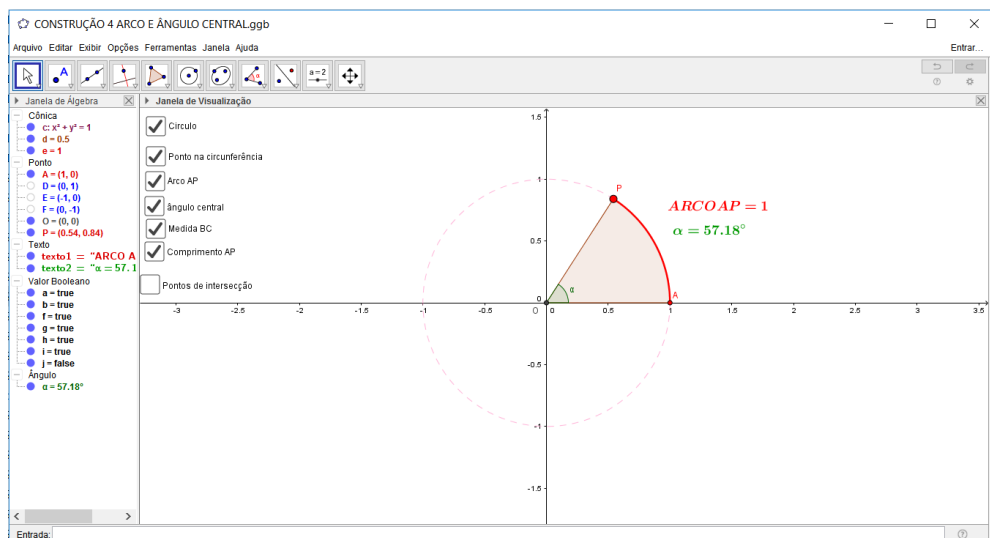 CONSTRUÇÃO 4 ARCO E ÂNGULO CENTRAL.ggb
Arquivo Editar Exibir Opções Ferramentas Janela Ajuda
Entrar...
A
α
a = 2
Janela de Álgebra
Janela de Visualização
Cônica
c: x² + y² = 1
d = 0.5
e = 1
Ponto
A = (1, 0)
D = (0, 1)
E = (-1, 0)
F = (0, -1)
O = (0, 0)
P = (0.54, 0.84)
Texto
texto1 = "ARCO A
texto2 = "α = 57.1
Valor Booleano
a = true
b = true
f = true
g = true
h = true
i = true
j = false
Ângulo
α = 57.18°
Circulo
Ponto na circunferência
Arco AP
ângulo central
Medida BC
Comprimento AP
Pontos de intersecção
1.5
1
0.5
0
-0.5
-1
-1.5
-3
-2.5
-2
-1.5
-1
-0.5
O
0
0.5
1
1.5
2
2.5
3
3.5
P
A
α
ARCO AP = 1
α = 57.18°
Entrada: